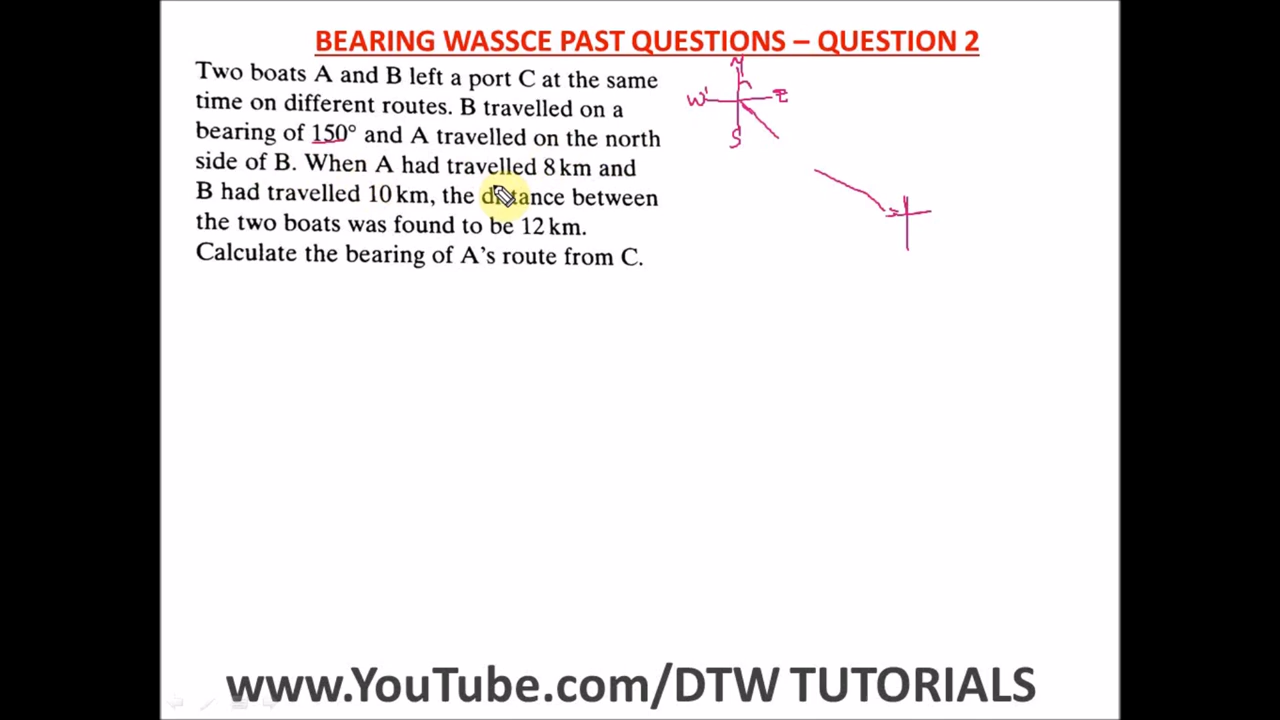 BEARING WASSCE PAST QUESTIONS – QUESTION 2
Two boats A and B left a port C at the same
time on different routes. B travelled on a
bearing of 150° and A travelled on the north
side of B. When A had travelled 8 km and
B had travelled 10 km, the distance between
the two boats was found to be 12 km.
Calculate the bearing of A's route from C.
N
W E
S
www.YouTube.com/DTW TUTORIALS